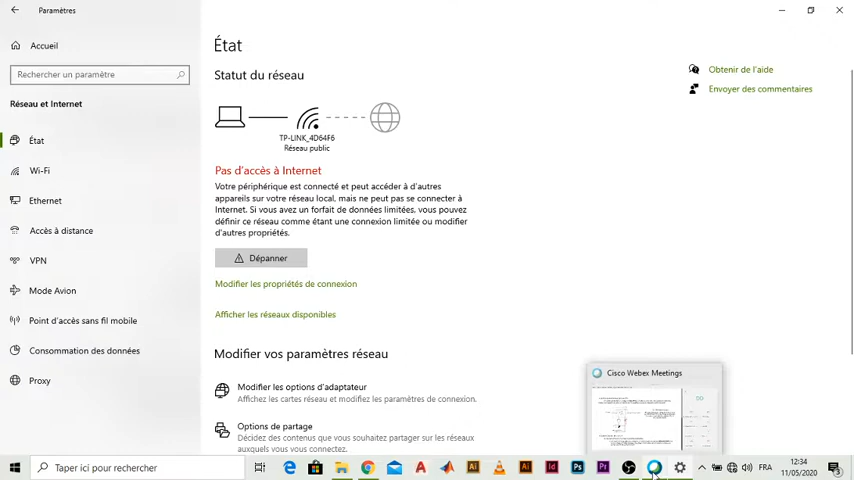 Paramètres
Accueil
Rechercher un paramètre
Réseau et Internet
État
Wi-Fi
Ethernet
Accès à distance
VPN
Mode Avion
Point d'accès sans fil mobile
Consommation des données
Proxy
État
Statut du réseau
TP-LINK_4D64F6
Réseau public
Pas d'accès à Internet
Votre périphérique est connecté et peut accéder à d'autres
appareils sur votre réseau local, mais ne peut pas se connecter à
Internet. Si vous avez un forfait de données limitées, vous pouvez
définir ce réseau comme étant une connexion limitée ou modifier
d'autres propriétés.
Dépanner
Modifier les propriétés de connexion
Afficher les réseaux disponibles
Modifier vos paramètres réseau
Modifier les options d'adaptateur
Affichez les cartes réseau et modifiez les paramètres de connexion.
Options de partage
Décidez des contenus que vous souhaitez partager sur les réseaux
auxquels vous vous connectez.
Obtenir de l'aide
Envoyer des commentaires
Cisco Webex Meetings
Taper ici pour rechercher
Ai
Ai
Id
Ps
Pr
FRA
12:34
11/05/2020
3